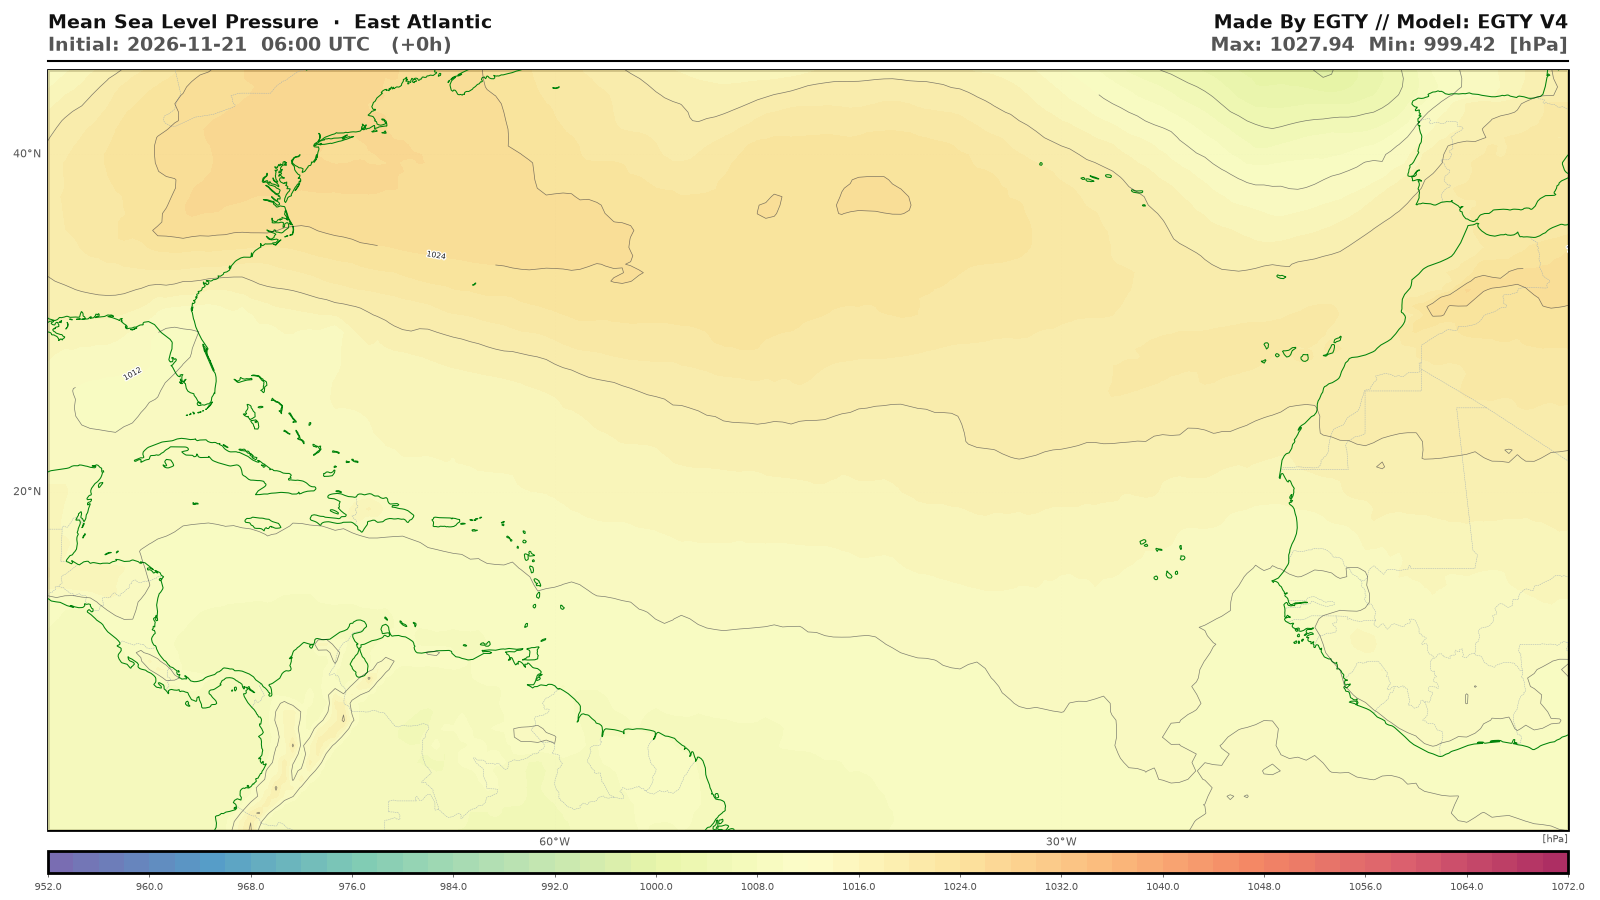 Mean Sea Level Pressure · East Atlantic
Made By EGTY // Model: EGTY V4
Initial: 2026-11-21 06:00 UTC (+0h)
Max: 1027.94 Min: 999.42 [hPa]
40°N
1024
1012
20°N
60°W
30°W
[hPa]
952.0 960.0 968.0 976.0 984.0 992.0 1000.0 1008.0 1016.0 1024.0 1032.0 1040.0 1048.0 1056.0 1064.0 1072.0